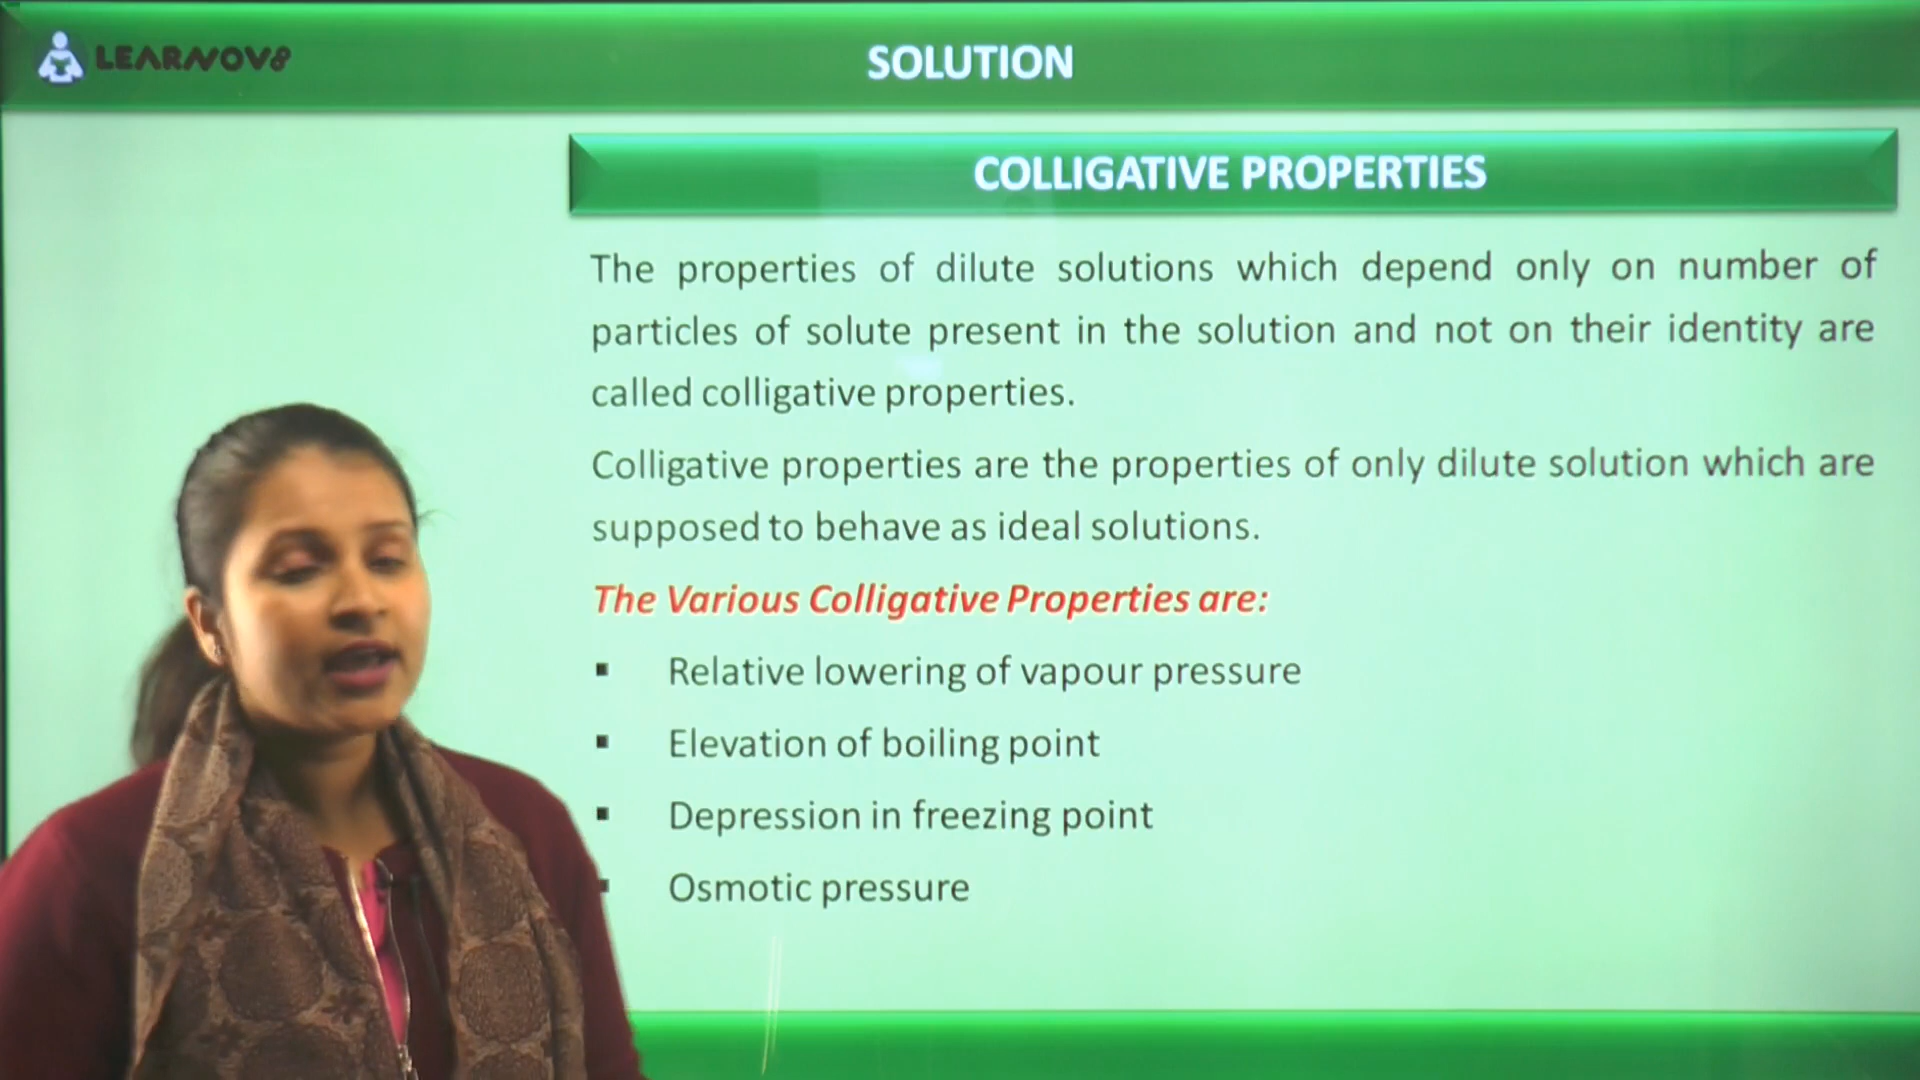 LEARNOV8
SOLUTION
COLLIGATIVE PROPERTIES
The properties of dilute solutions which depend only on number of
particles of solute present in the solution and not on their identity are
called colligative properties.
Colligative properties are the properties of only dilute solution which are
supposed to behave as ideal solutions.
The Various Colligative Properties are:
▪ Relative lowering of vapour pressure
▪ Elevation of boiling point
▪ Depression in freezing point
▪ Osmotic pressure